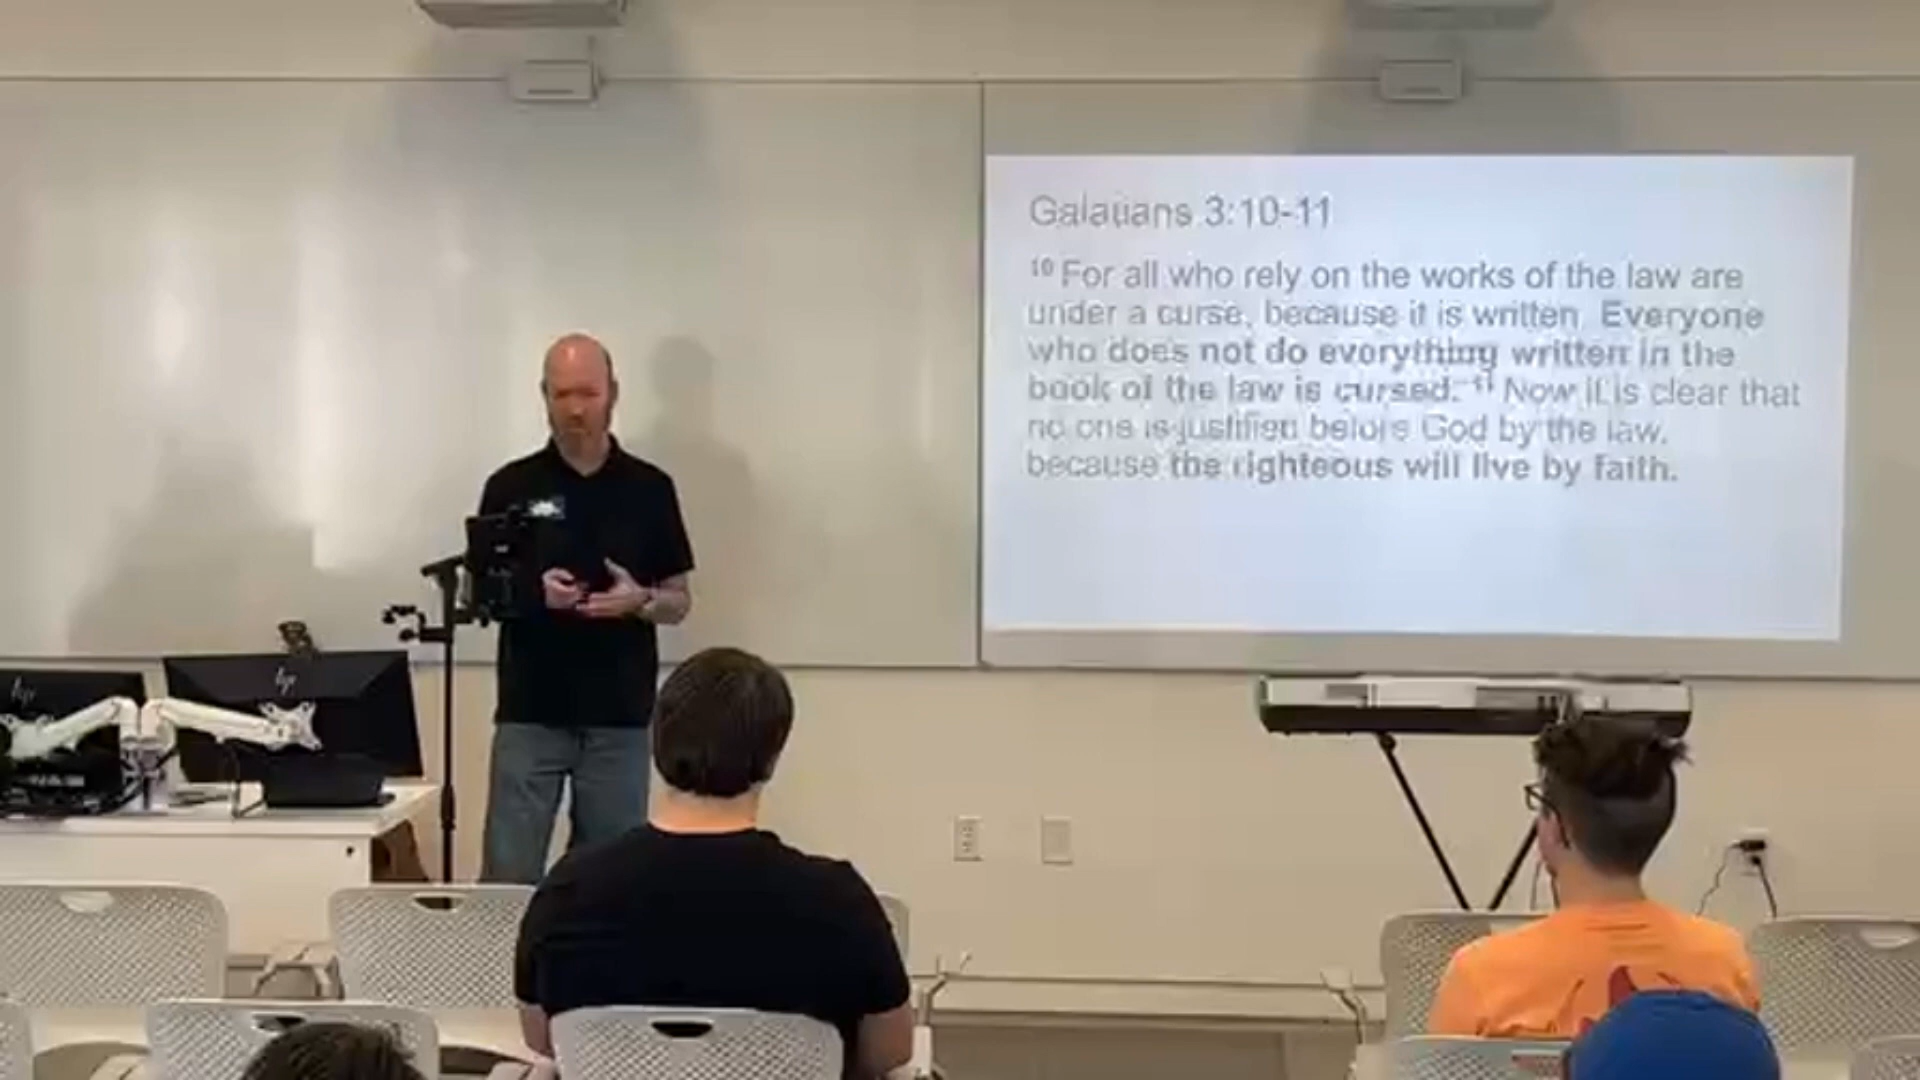 Galatians 3:10-11
10 For all who rely on the works of the law are
under a curse, because it is written, Everyone
who does not do everything written in the
book of the law is cursed. 11 Now it is clear that
no one is justified before God by the law,
because the righteous will live by faith.
hp
hp